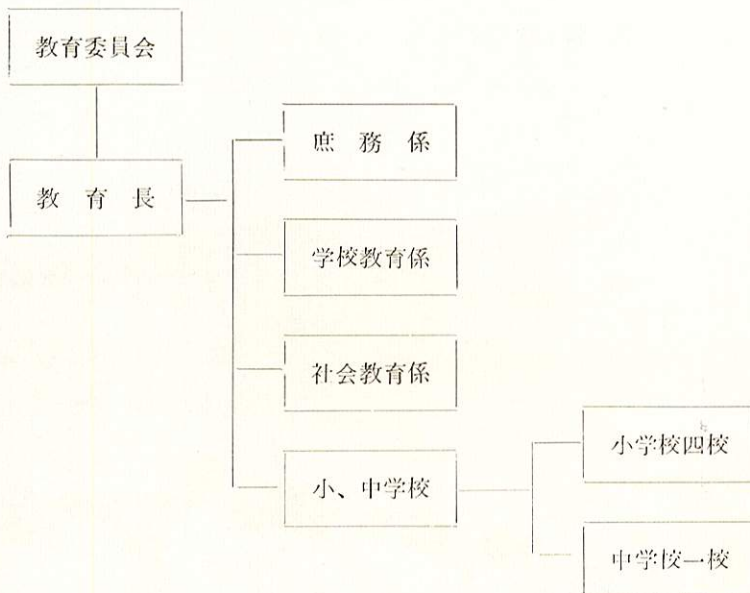 教育委員会
教育長
庶務係
学校教育係
社会教育係
小、中学校
小学校四校
中学校一校